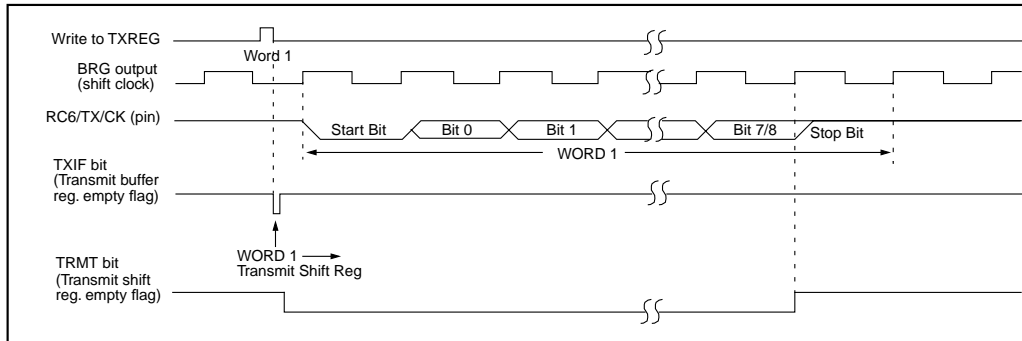 Write to TXREG
Word 1
BRG output
(shift clock)
RC6/TX/CK (pin)
Start Bit
Bit 0
Bit 1
Bit 7/8
Stop Bit
WORD 1
TXIF bit
(Transmit buffer
reg. empty flag)
WORD 1
Transmit Shift Reg
TRMT bit
(Transmit shift
reg. empty flag)